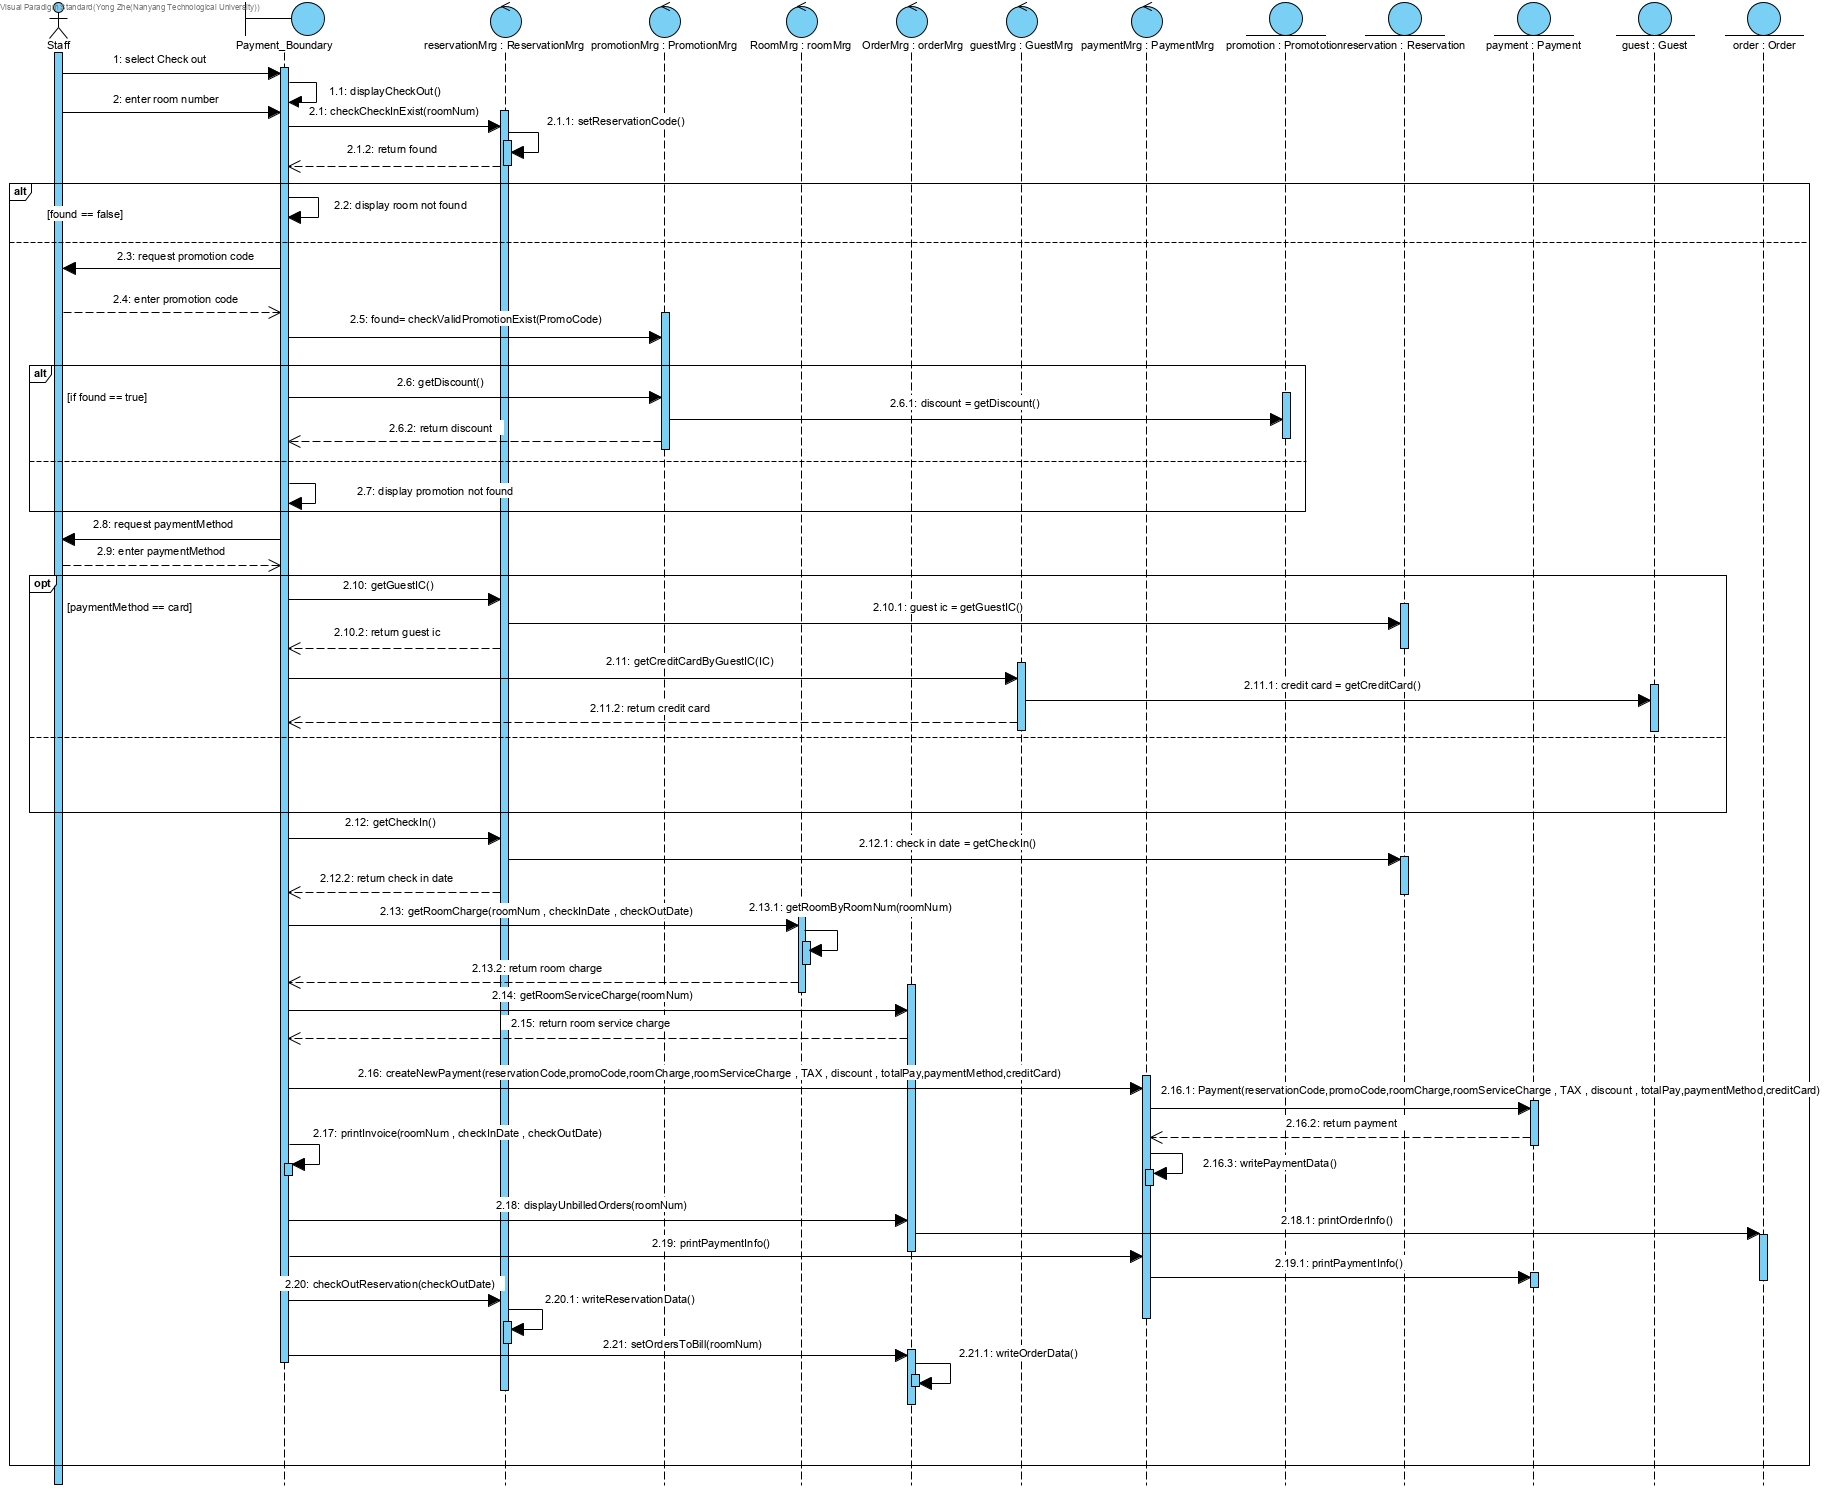 Visual Paradigm Standard(Yong Zhe(Nanyang Technological University))
Staff
Payment_Boundary
reservationMrg : ReservationMrg
promotionMrg : PromotionMrg
RoomMrg : roomMrg
OrderMrg : orderMrg
guestMrg : GuestMrg
paymentMrg : PaymentMrg
promotion : Promototion
reservation : Reservation
payment : Payment
guest : Guest
order : Order
1: select Check out
1.1: displayCheckOut()
2: enter room number
2.1: checkCheckInExist(roomNum)
2.1.1: setReservationCode()
2.1.2: return found
alt
[found == false]
2.2: display room not found
2.3: request promotion code
2.4: enter promotion code
2.5: found= checkValidPromotionExist(PromoCode)
alt
[if found == true]
2.6: getDiscount()
2.6.1: discount = getDiscount()
2.6.2: return discount
2.7: display promotion not found
2.8: request paymentMethod
2.9: enter paymentMethod
opt
[paymentMethod == card]
2.10: getGuestIC()
2.10.1: guest ic = getGuestIC()
2.10.2: return guest ic
2.11: getCreditCardByGuestIC(IC)
2.11.1: credit card = getCreditCard()
2.11.2: return credit card
2.12: getCheckIn()
2.12.1: check in date = getCheckIn()
2.12.2: return check in date
2.13: getRoomCharge(roomNum , checkInDate , checkOutDate)
2.13.1: getRoomByRoomNum(roomNum)
2.13.2: return room charge
2.14: getRoomServiceCharge(roomNum)
2.15: return room service charge
2.16: createNewPayment(reservationCode,promoCode,roomCharge,roomServiceCharge , TAX , discount , totalPay,paymentMethod,creditCard)
2.16.1: Payment(reservationCode,promoCode,roomCharge,roomServiceCharge , TAX , discount , totalPay,paymentMethod,creditCard)
2.16.2: return payment
2.17: printInvoice(roomNum , checkInDate , checkOutDate)
2.16.3: writePaymentData()
2.18: displayUnbilledOrders(roomNum)
2.18.1: printOrderInfo()
2.19: printPaymentInfo()
2.19.1: printPaymentInfo()
2.20: checkOutReservation(checkOutDate)
2.20.1: writeReservationData()
2.21: setOrdersToBill(roomNum)
2.21.1: writeOrderData()